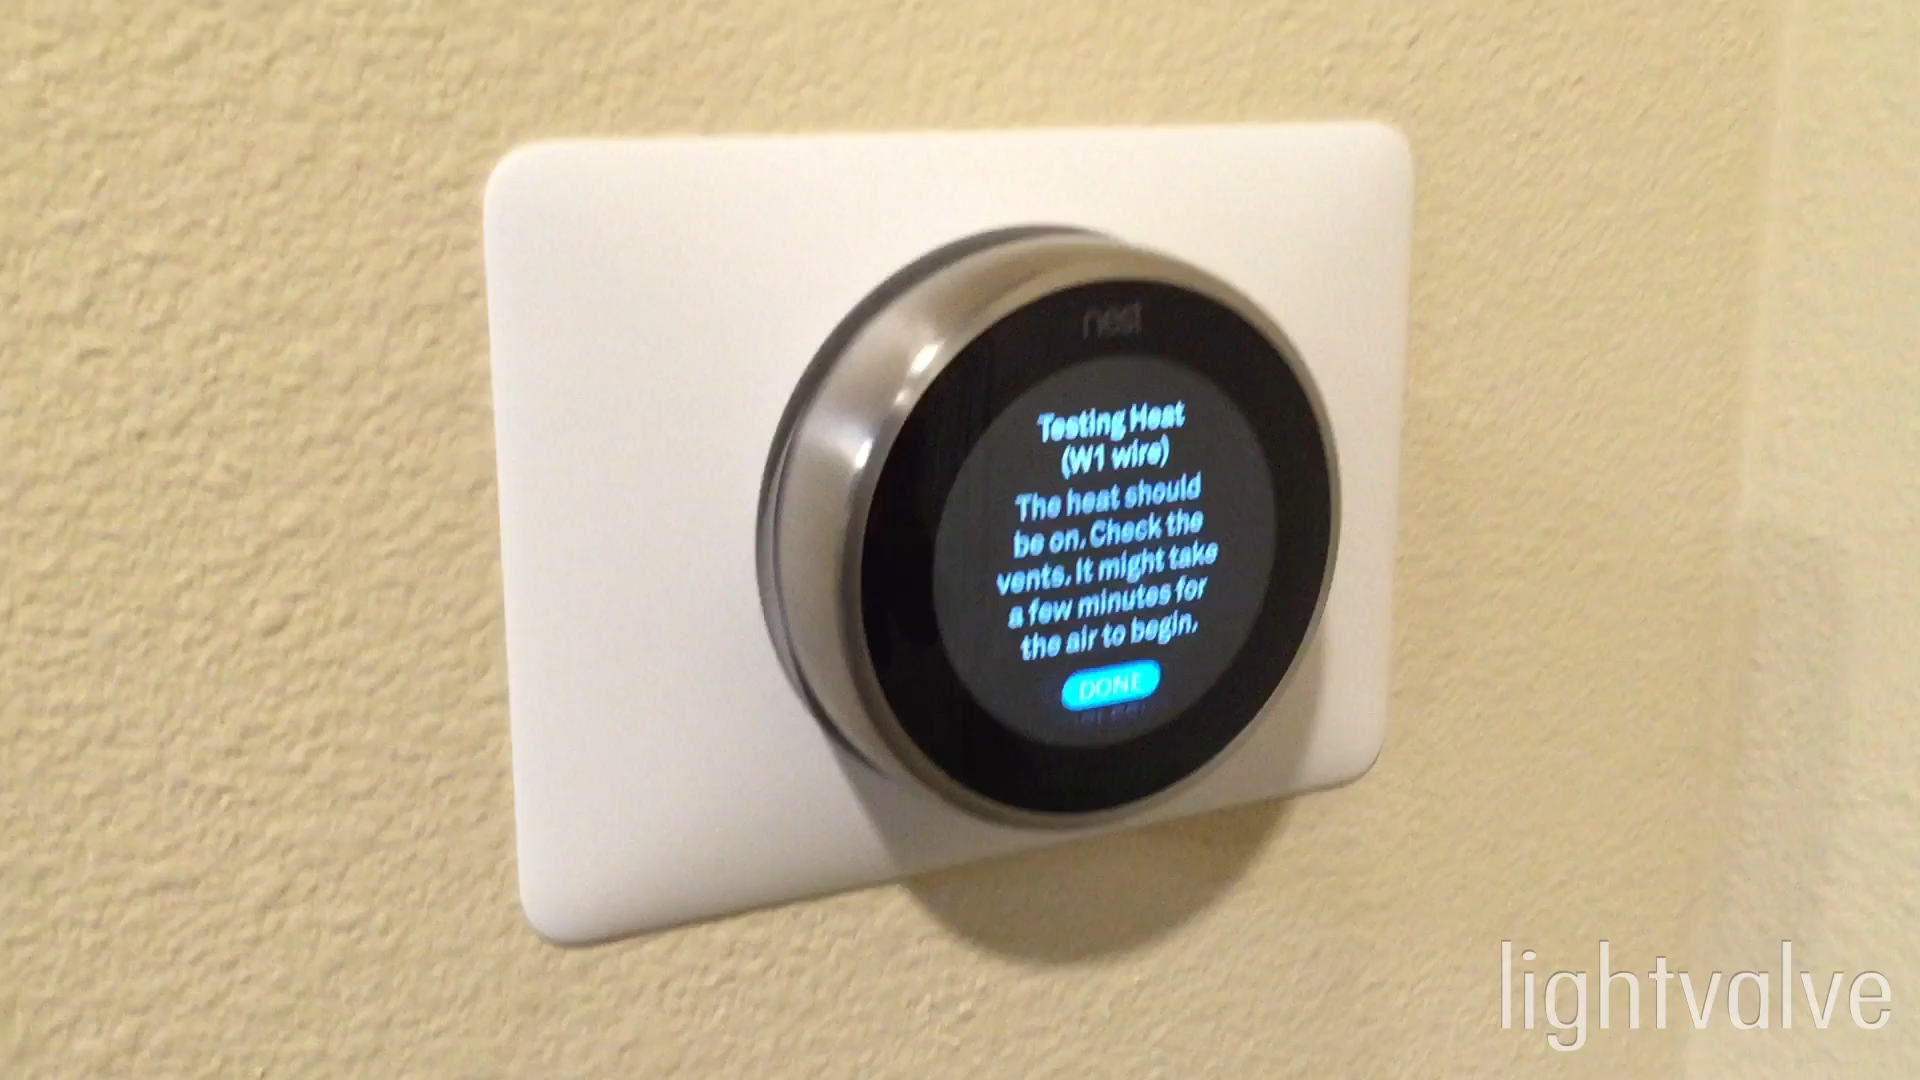 nest
Testing Heat
(W1 wire)
The heat should
be on. Check the
vents. It might take
a few minutes for
the air to begin.
DONE
lightvalve